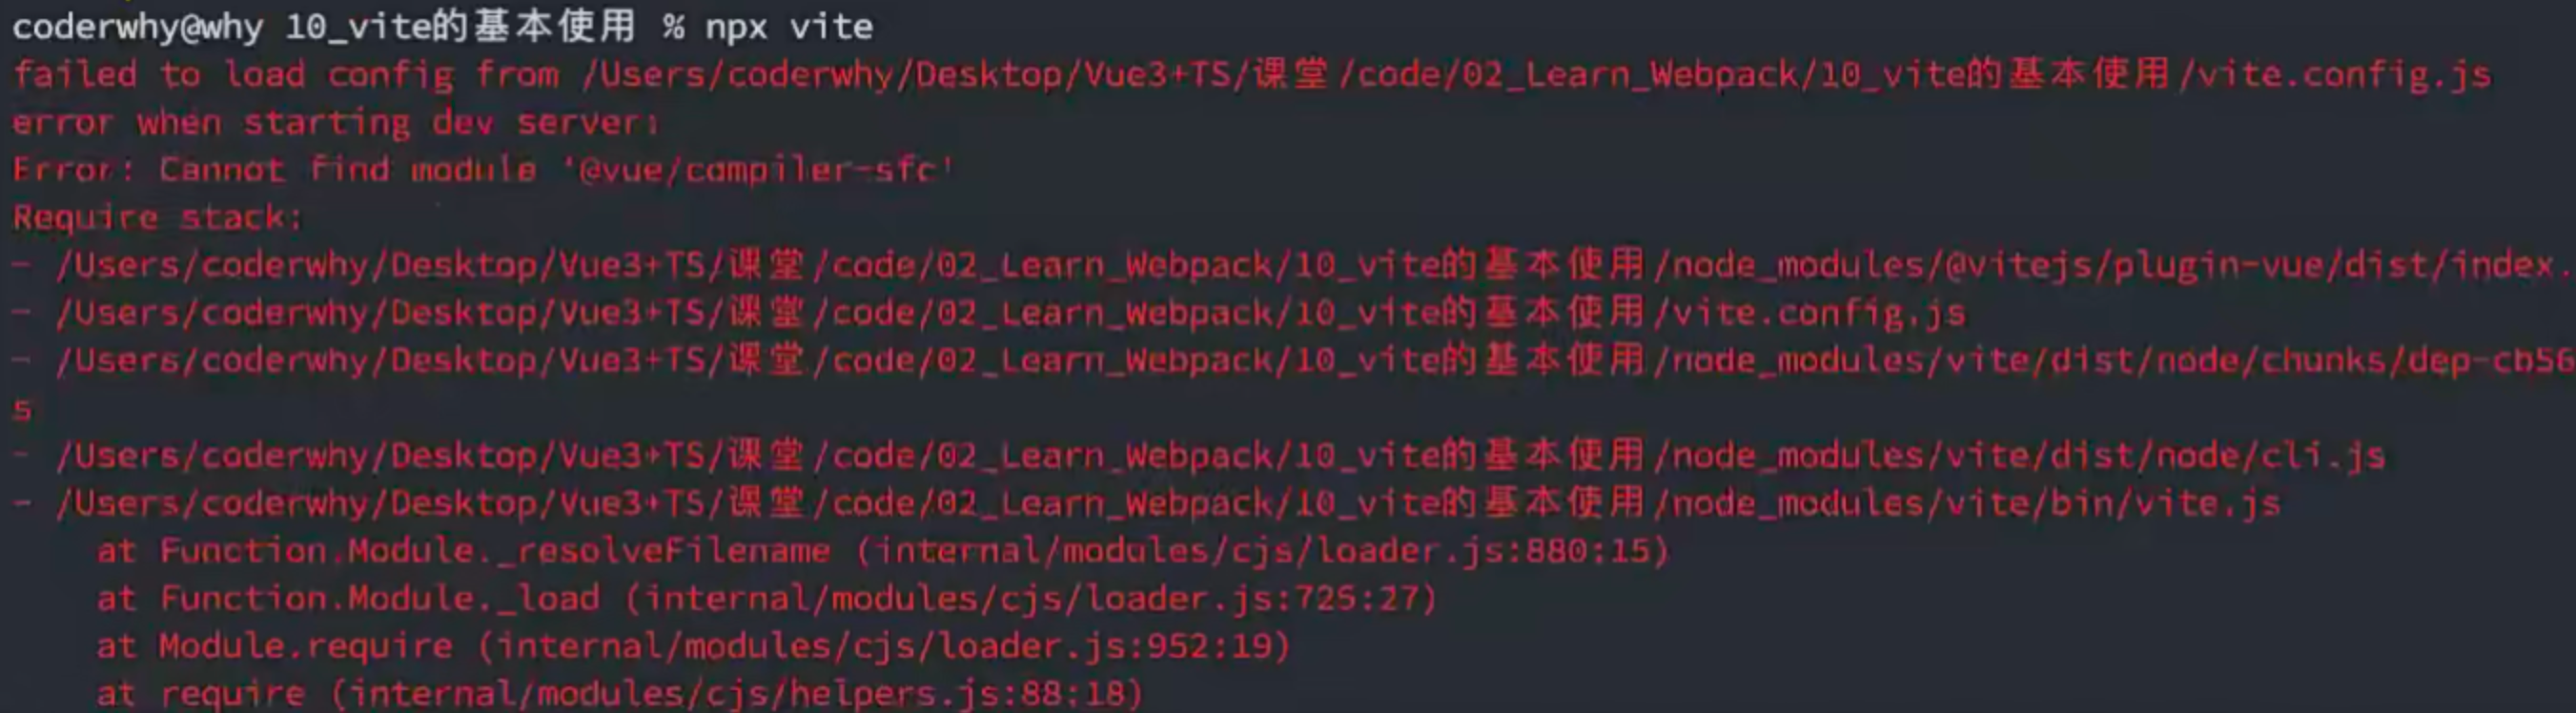 coderwhy@why 10_vite的基本使用 % npx vite
failed to load config from /Users/coderwhy/Desktop/Vue3+TS/课堂/code/02_Learn_Webpack/10_vite的基本使用/vite.config.js
error when starting dev server:
Error: Cannot find module '@vue/compiler-sfc'
Require stack:
- /Users/coderwhy/Desktop/Vue3+TS/课堂/code/02_Learn_Webpack/10_vite的基本使用/node_modules/@vitejs/plugin-vue/dist/index.
- /Users/coderwhy/Desktop/Vue3+TS/课堂/code/02_Learn_Webpack/10_vite的基本使用/vite.config.js
- /Users/coderwhy/Desktop/Vue3+TS/课堂/code/02_Learn_Webpack/10_vite的基本使用/node_modules/vite/dist/node/chunks/dep-cb56
s
- /Users/coderwhy/Desktop/Vue3+TS/课堂/code/02_Learn_Webpack/10_vite的基本使用/node_modules/vite/dist/node/cli.js
- /Users/coderwhy/Desktop/Vue3+TS/课堂/code/02_Learn_Webpack/10_vite的基本使用/node_modules/vite/bin/vite.js
    at Function.Module._resolveFilename (internal/modules/cjs/loader.js:880:15)
    at Function.Module._load (internal/modules/cjs/loader.js:725:27)
    at Module.require (internal/modules/cjs/loader.js:952:19)
    at require (internal/modules/cjs/helpers.js:88:18)